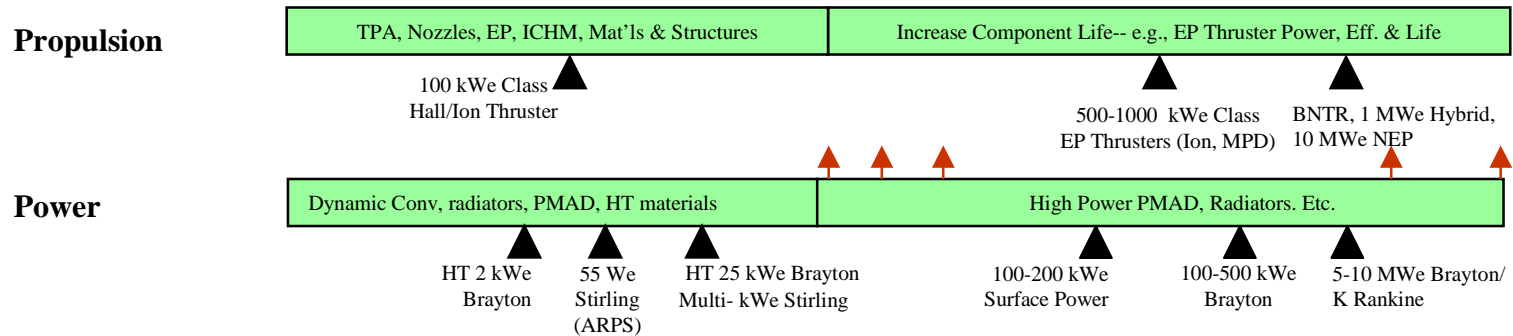 Propulsion
TPA, Nozzles, EP, ICHM, Mat’ls & Structures
Increase Component Life-- e.g., EP Thruster Power, Eff. & Life
100 kWe Class
Hall/Ion Thruster
500-1000 kWe Class
EP Thrusters (Ion, MPD)
BNTR, 1 MWe Hybrid,
10 MWe NEP
Power
Dynamic Conv, radiators, PMAD, HT materials
High Power PMAD, Radiators. Etc.
HT 2 kWe
Brayton
55 We
Stirling
(ARPS)
HT 25 kWe Brayton
Multi- kWe Stirling
100-200 kWe
Surface Power
100-500 kWe
Brayton
5-10 MWe Brayton/
K Rankine